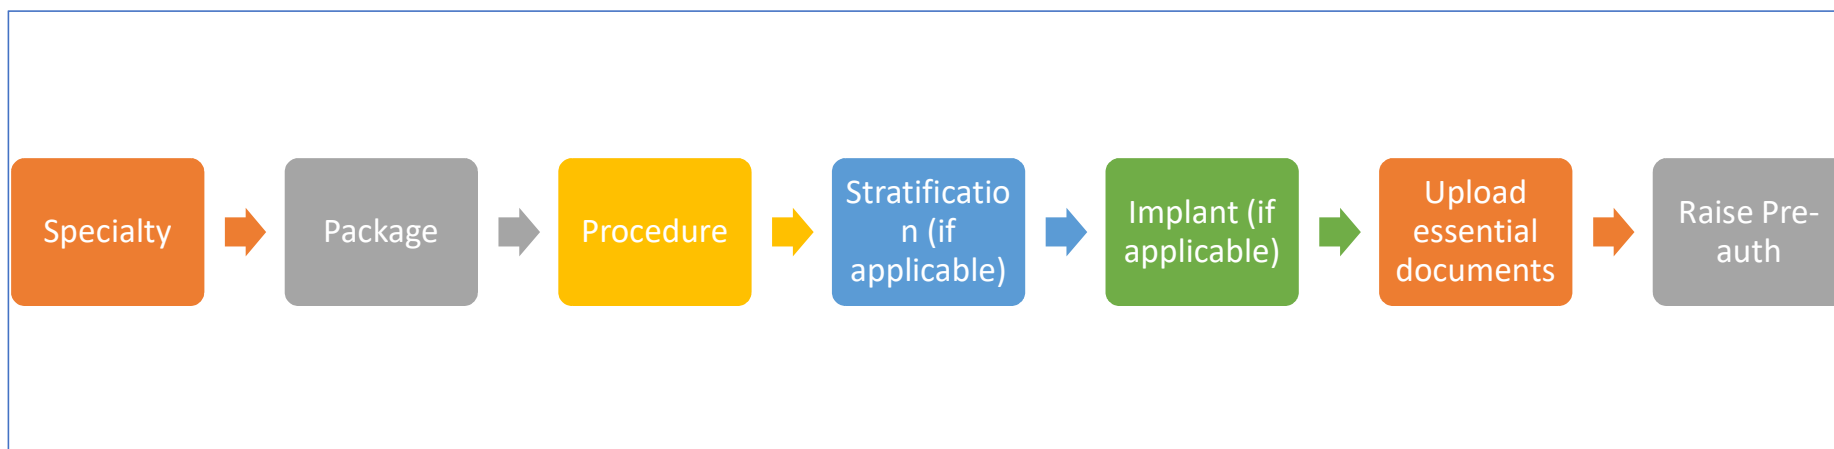 Specialty
Package
Procedure
Stratificatio
n (if
applicable)
Implant (if
applicable)
Upload
essential
documents
Raise Pre-
auth